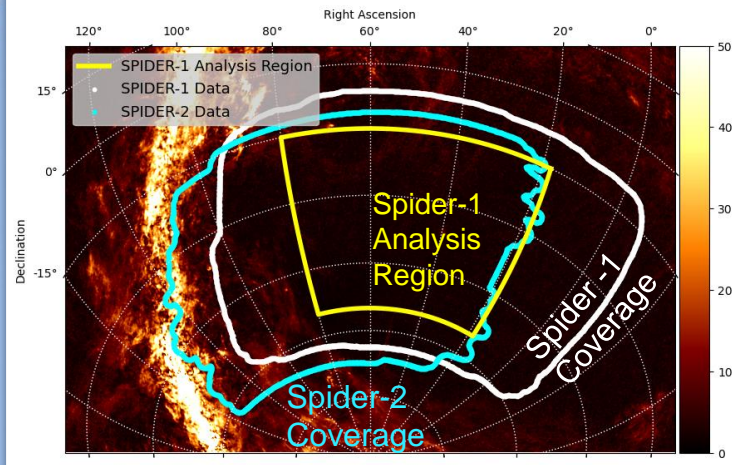 Right Ascension
120° 100° 80° 60° 40° 20° 0°
SPIDER-1 Analysis Region
SPIDER-1 Data
SPIDER-2 Data
15°
0°
-15°
Declination
Spider-1
Analysis
Region
Spider -1
Coverage
Spider-2
Coverage
50
40
30
20
10
0